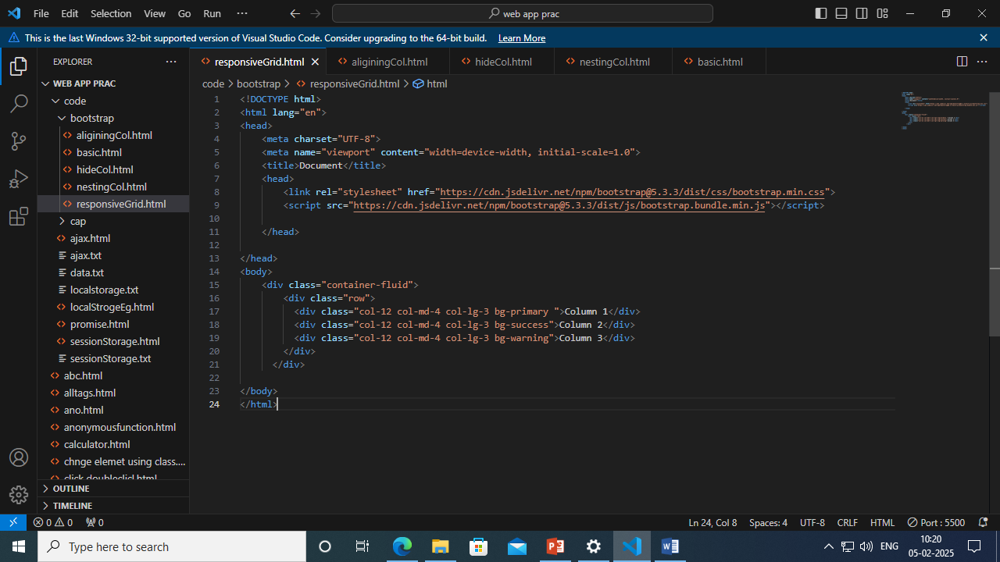 File Edit Selection View Go Run ··· web app prac
This is the last Windows 32-bit supported version of Visual Studio Code. Consider upgrading to the 64-bit build. Learn More
EXPLORER ···
WEB APP PRAC
code
bootstrap
aliginingCol.html
basic.html
hideCol.html
nestingCol.html
responsiveGrid.html
cap
ajax.html
ajax.txt
data.txt
localstorage.txt
localStrogeEg.html
promise.html
sessionStorage.html
sessionStorage.txt
abc.html
alltags.html
ano.html
anonymousfunction.html
calculator.html
chnge elemet using class....
click doubleclicl.html
OUTLINE
TIMELINE
responsiveGrid.html aliginingCol.html hideCol.html nestingCol.html basic.html
code > bootstrap > responsiveGrid.html > html
1 <!DOCTYPE html>
2 <html lang="en">
3 <head>
4 <meta charset="UTF-8">
5 <meta name="viewport" content="width=device-width, initial-scale=1.0">
6 <title>Document</title>
7 <head>
8 <link rel="stylesheet" href="https://cdn.jsdelivr.net/npm/bootstrap@5.3.3/dist/css/bootstrap.min.css">
9 <script src="https://cdn.jsdelivr.net/npm/bootstrap@5.3.3/dist/js/bootstrap.bundle.min.js"></script>
10
11 </head>
12
13 </head>
14 <body>
15 <div class="container-fluid">
16 <div class="row">
17 <div class="col-12 col-md-4 col-lg-3 bg-primary ">Column 1</div>
18 <div class="col-12 col-md-4 col-lg-3 bg-success">Column 2</div>
19 <div class="col-12 col-md-4 col-lg-3 bg-warning">Column 3</div>
20 </div>
21 </div>
22
23 </body>
24 </html>
0 0 0 Ln 24, Col 8 Spaces: 4 UTF-8 CRLF HTML Port : 5500
Type here to search ENG 10:20
05-02-2025